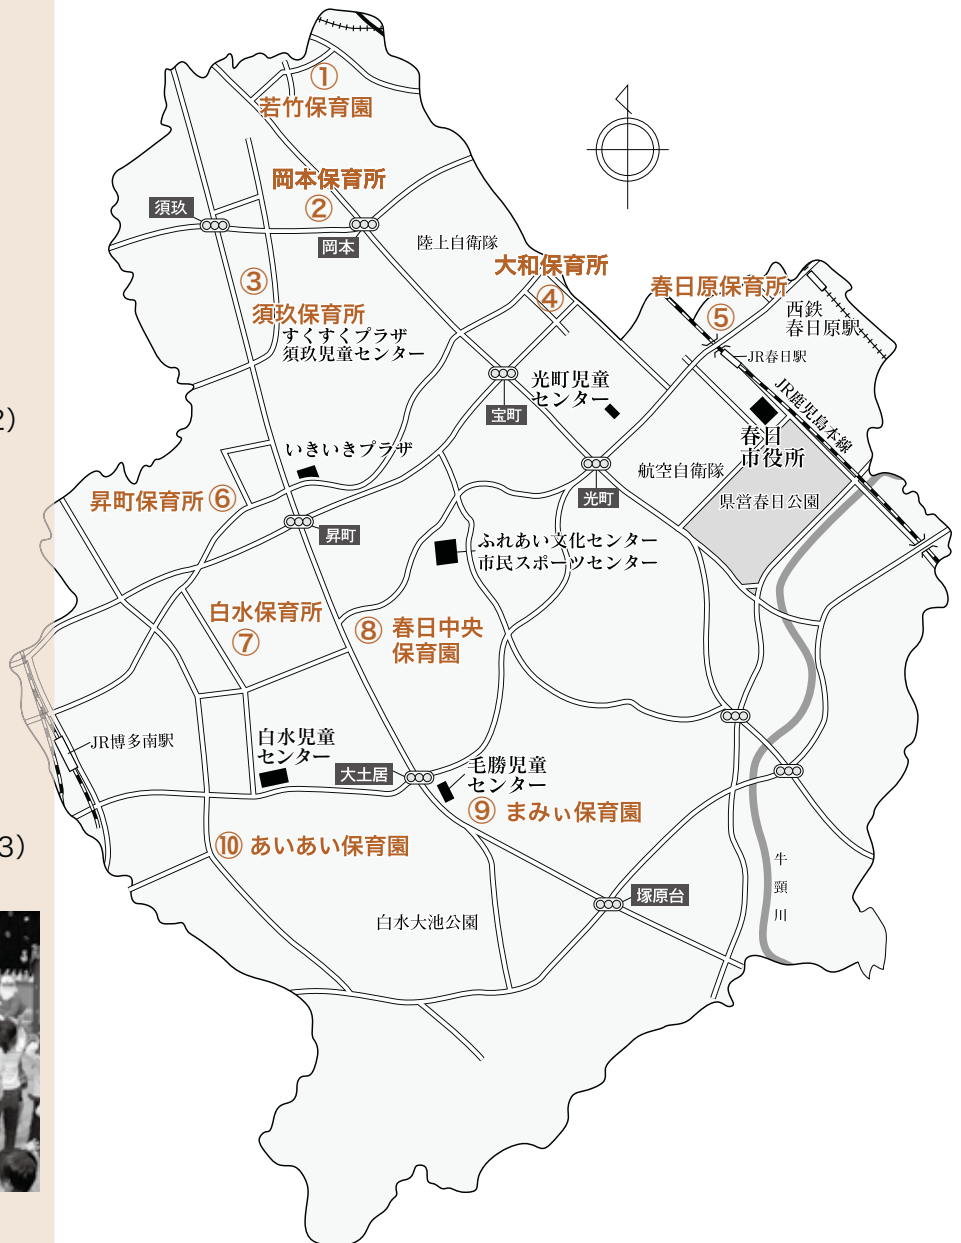 ①
若竹保育園
岡本保育所
②
須玖
岡本
陸上自衛隊
大和保育所
④
③
須玖保育所
すくすくプラザ
須玖児童センター
春日原保育所
⑤
西鉄
春日原駅
JR春日駅
JR鹿児島本線
光町児童
センター
宝町
春日
市役所
2)
いきいきプラザ
航空自衛隊
県営春日公園
光町
昇町保育所 ⑥
昇町
ふれあい文化センター
市民スポーツセンター
白水保育所
⑦
⑧ 春日中央
保育園
JR博多南駅
白水児童
センター
大土居
毛勝児童
センター
⑨ まみぃ保育園
3)
⑩ あいあい保育園
牛頸川
塚原台
白水大池公園